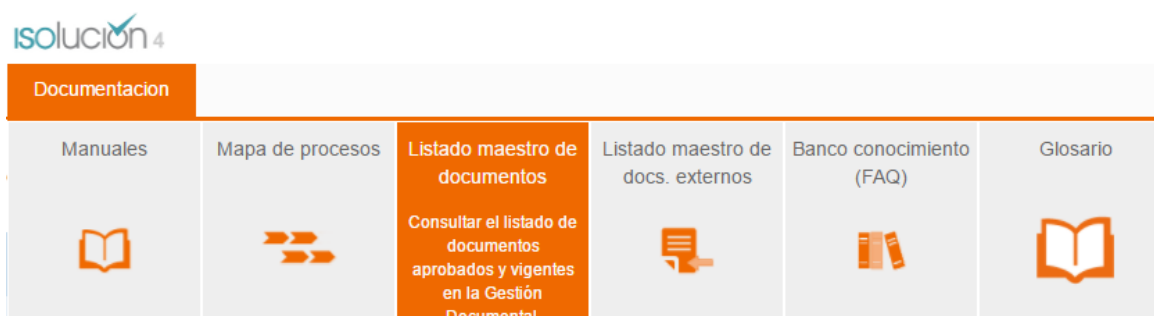 ISOlución 4
Documentacion
Manuales
Mapa de procesos
Listado maestro de
documentos
Consultar el listado de
documentos
aprobados y vigentes
en la Gestión
Documental
Listado maestro de
docs. externos
Banco conocimiento
(FAQ)
Glosario